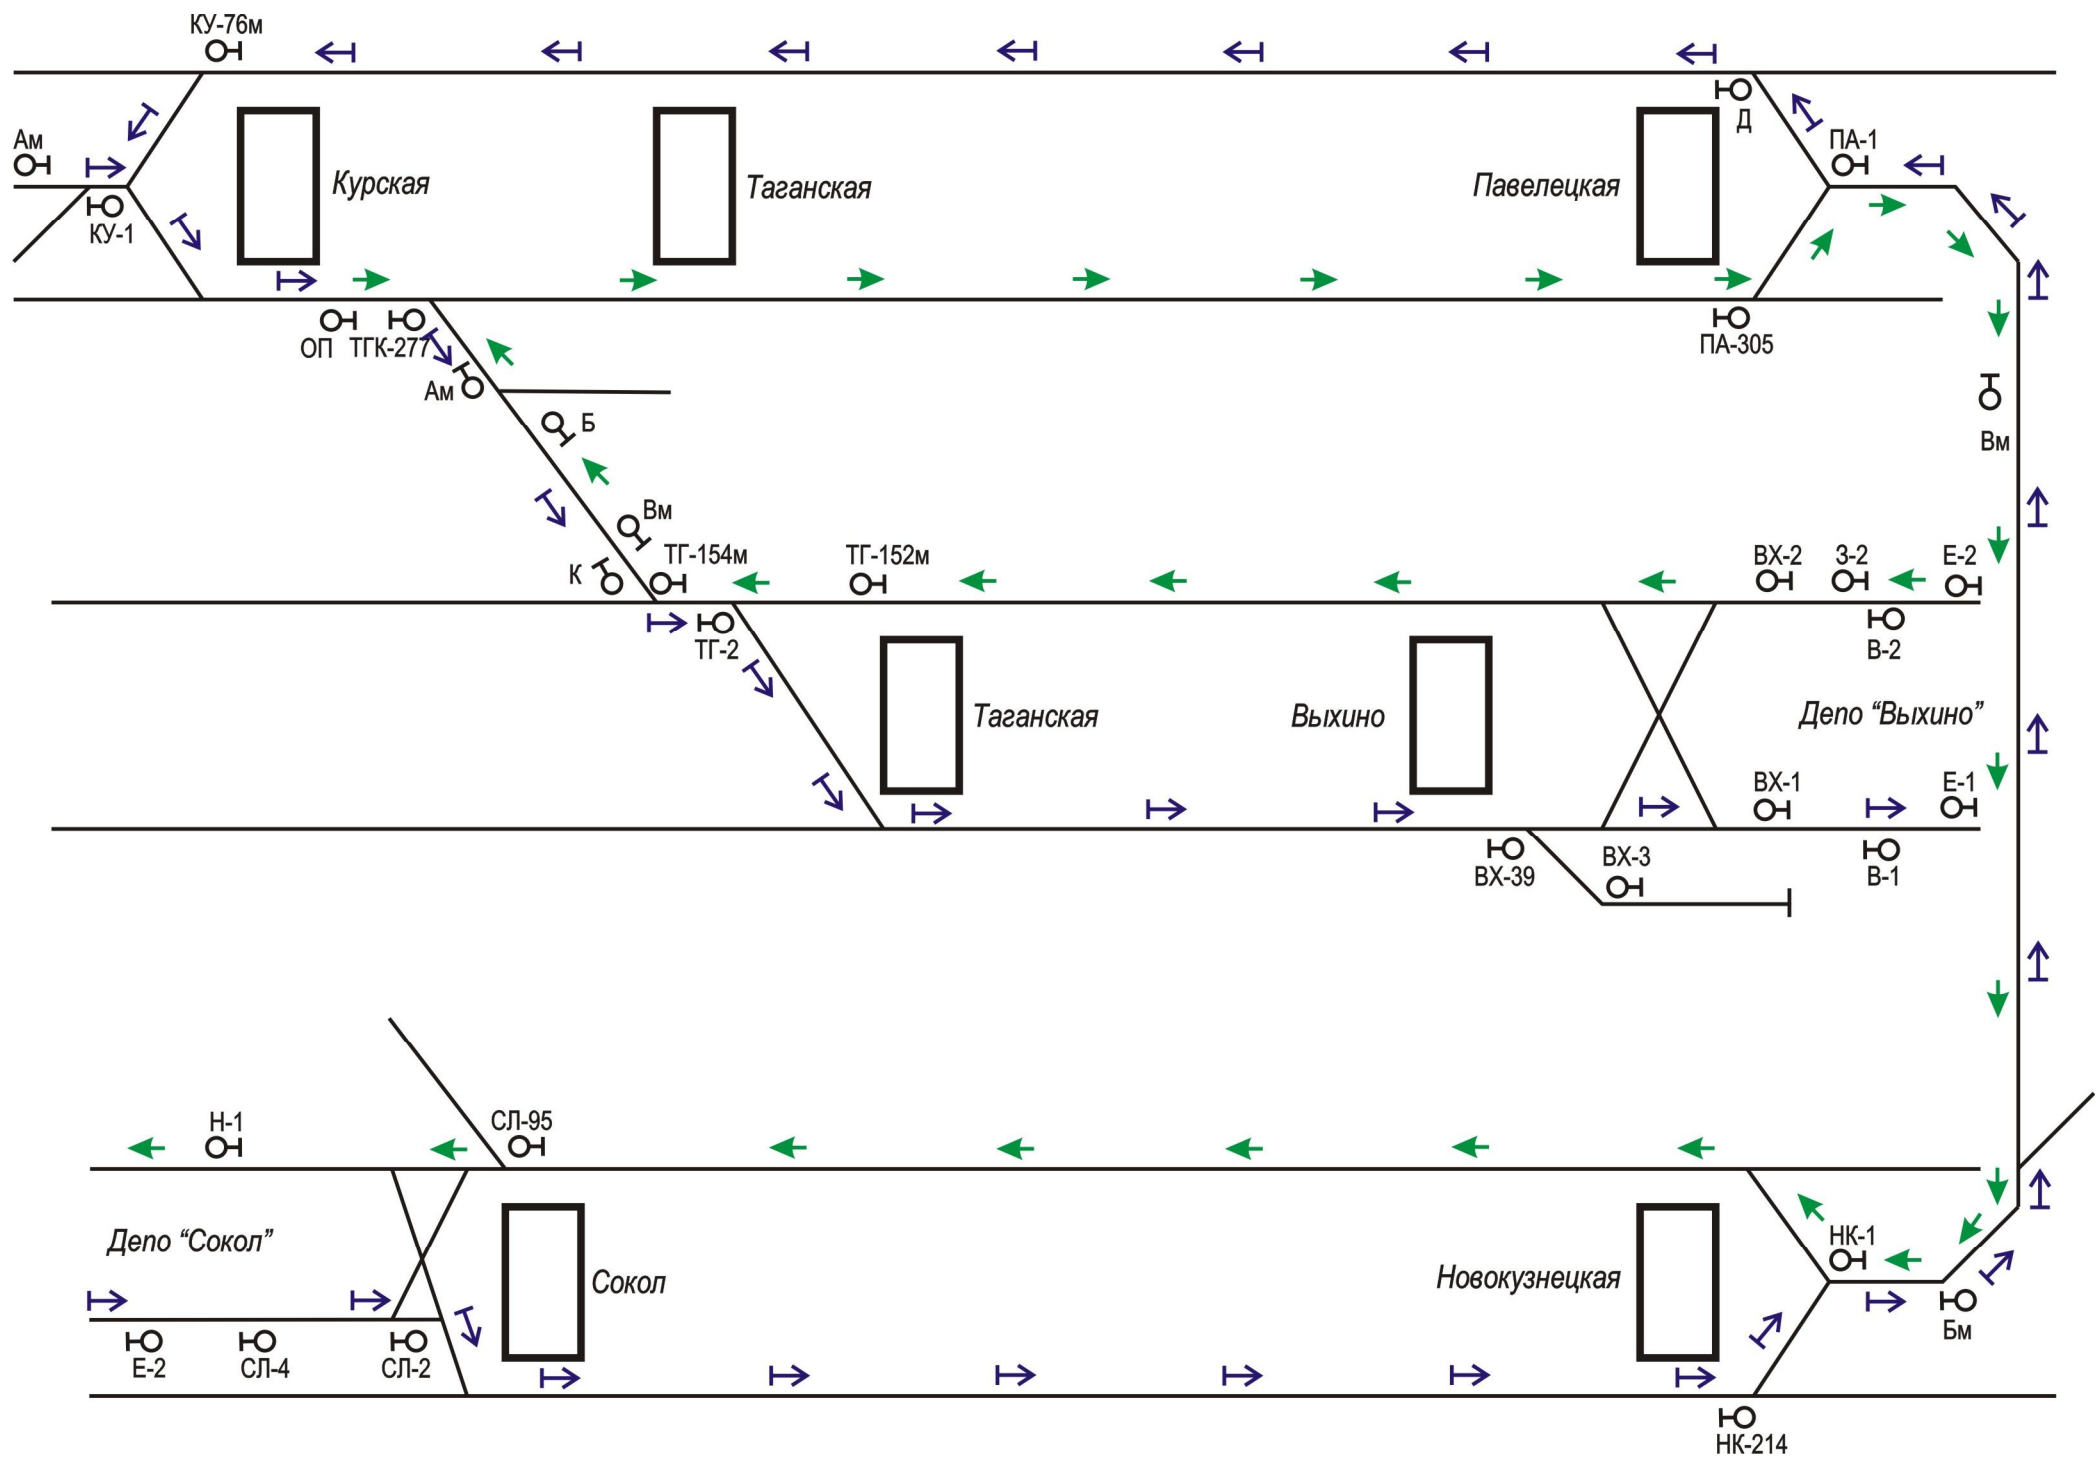 КУ-76м
Д
Ам
ПА-1
Курская
Таганская
Павелецкая
КУ-1
ОП
ТГК-277
ПА-305
Ам
Б
Вм
Вм
К
ТГ-154м
ТГ-152м
ВХ-2
З-2
Е-2
ТГ-2
В-2
Таганская
Выхино
Депо “Выхино”
ВХ-1
Е-1
ВХ-39
ВХ-3
В-1
Н-1
СЛ-95
Депо “Сокол”
НК-1
Сокол
Новокузнецкая
Бм
Е-2
СЛ-4
СЛ-2
НК-214